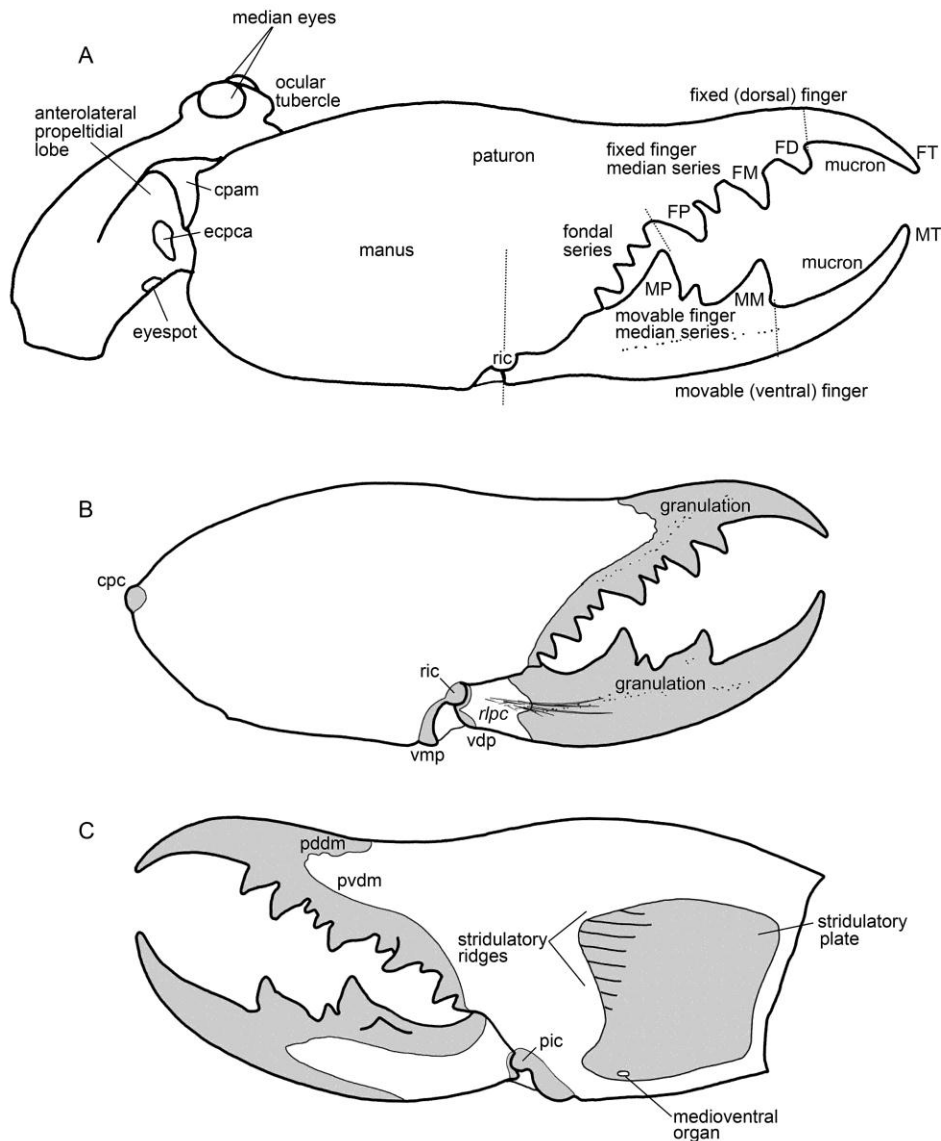 median eyes
A
ocular
tubercle
fixed (dorsal) finger
anterolateral
propeltidial
lobe
paturon
fixed finger
median series
FD
FT
FM
mucron
cpam
FP
ecpca
fondal
series
MT
manus
mucron
MP
MM
eyespot
movable finger
median series
ric
movable (ventral) finger
B
granulation
cpc
ric
granulation
rlpc
vmp
vdp
C
pddm
pvdm
stridulatory
ridges
stridulatory
plate
pic
medioventral
organ